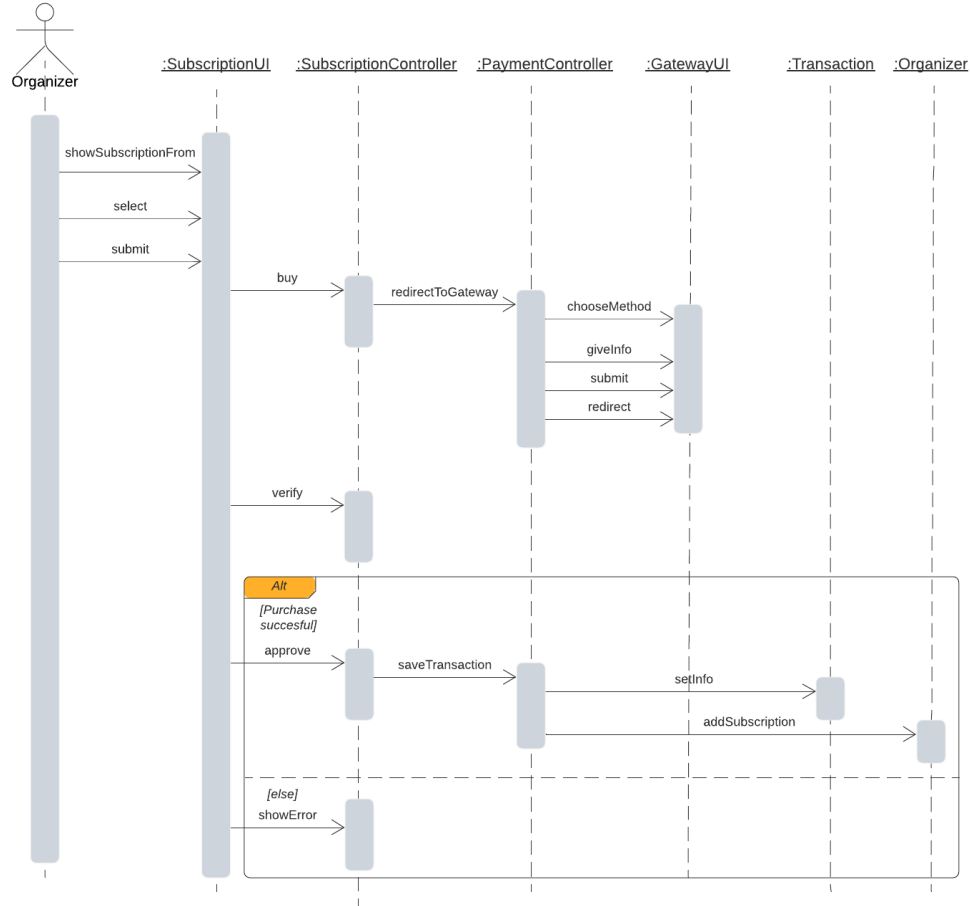 Organizer
:SubscriptionUI
:SubscriptionController
:PaymentController
:GatewayUI
:Transaction
:Organizer
showSubscriptionFrom
select
submit
buy
redirectToGateway
chooseMethod
giveInfo
submit
redirect
verify
Alt
[Purchase
succesful]
approve
saveTransaction
setInfo
addSubscription
[else]
showError